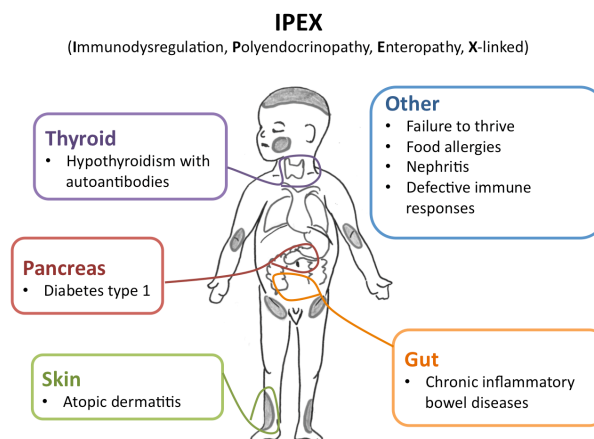 IPEX
(Immunodysregulation, Polyendocrinopathy, Enteropathy, X-linked)
Thyroid
• Hypothyroidism with
autoantibodies
Other
• Failure to thrive
• Food allergies
• Nephritis
• Defective immune
responses
Pancreas
• Diabetes type 1
Gut
• Chronic inflammatory
bowel diseases
Skin
• Atopic dermatitis